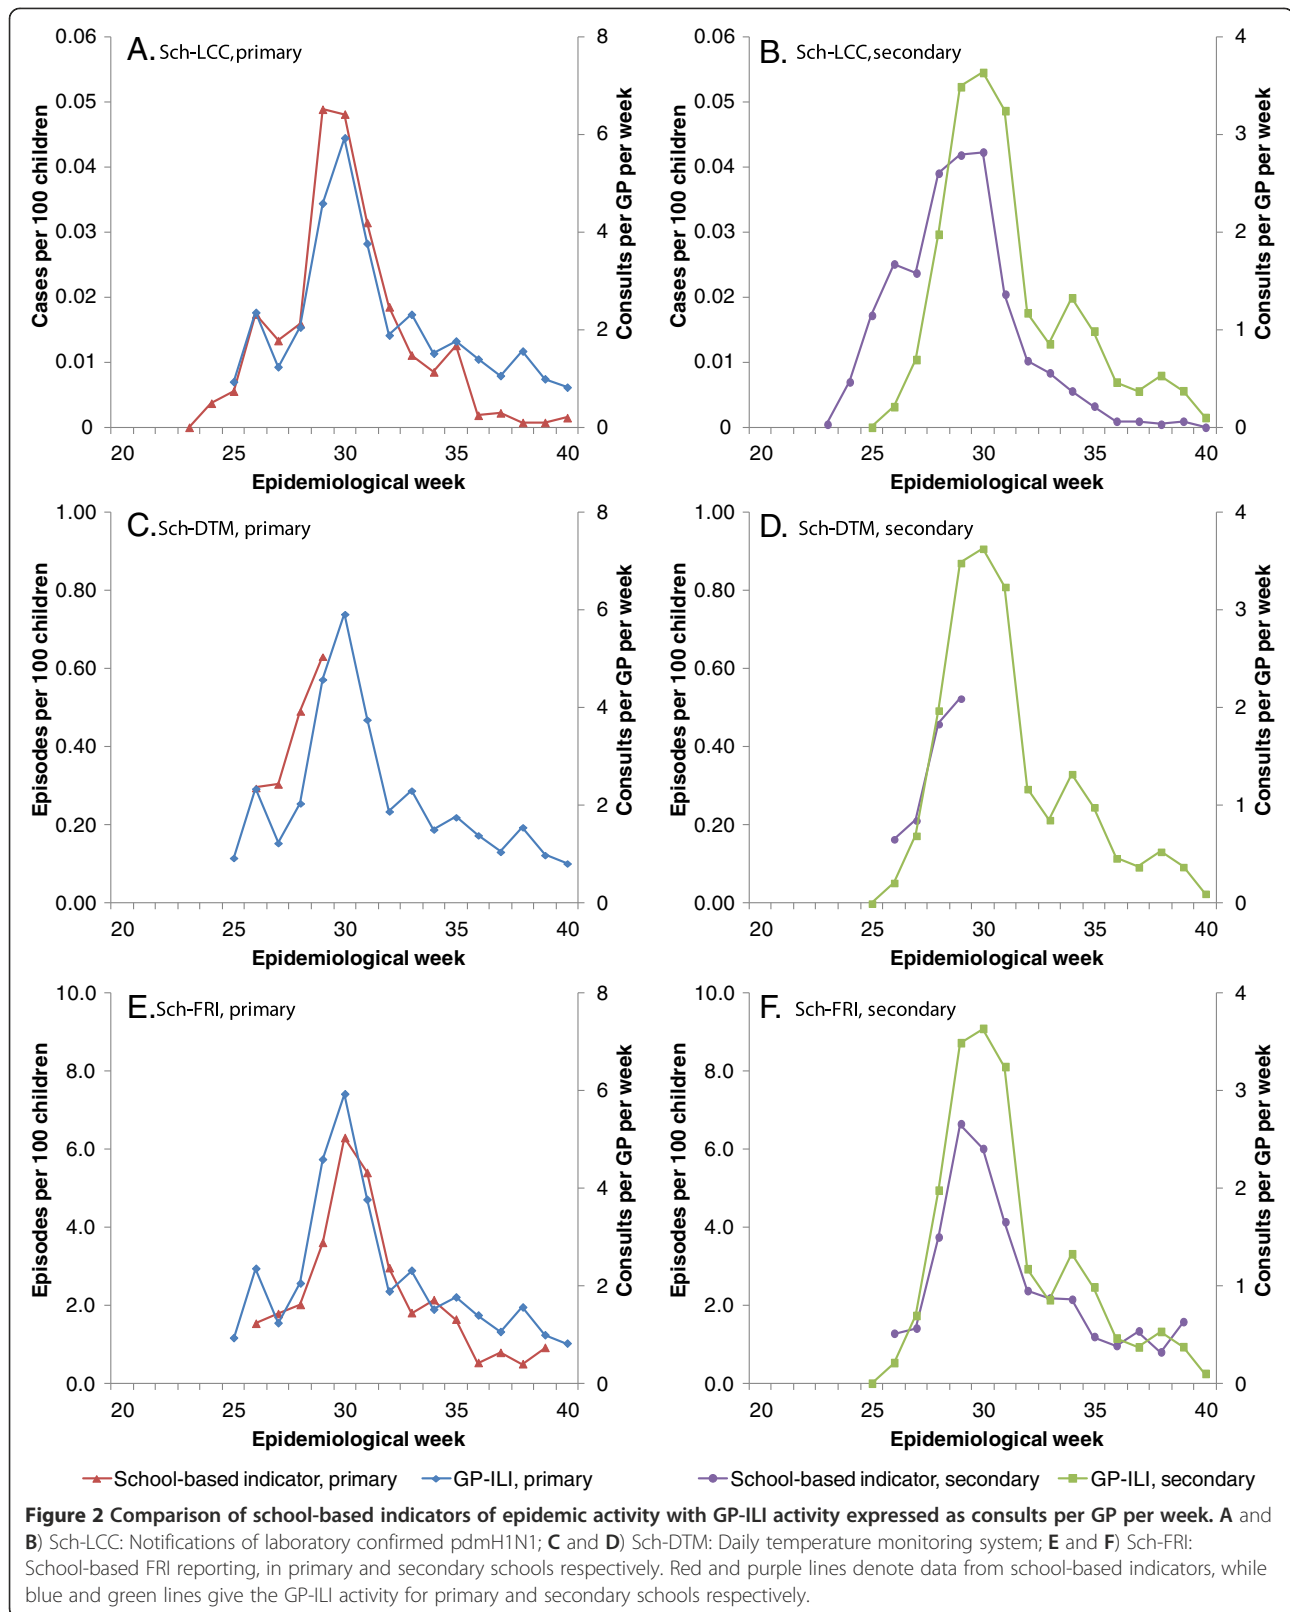 A. Sch-LCC, primary
0.06
0.05
0.04
0.03
0.02
0.01
0
Cases per 100 children
8
6
4
2
0
Consults per GP per week
20 25 30 35 40
Epidemiological week
B. Sch-LCC, secondary
0.06
0.05
0.04
0.03
0.02
0.01
0
Cases per 100 children
4
3
2
1
0
Consults per GP per week
20 25 30 35 40
Epidemiological week
C. Sch-DTM, primary
1.00
0.80
0.60
0.40
0.20
0.00
Episodes per 100 children
8
6
4
2
0
Consults per GP per week
20 25 30 35 40
Epidemiological week
D. Sch-DTM, secondary
1.00
0.80
0.60
0.40
0.20
0.00
Episodes per 100 children
4
3
2
1
0
Consults per GP per week
20 25 30 35 40
Epidemiological week
E. Sch-FRI, primary
10.0
8.0
6.0
4.0
2.0
0.0
Episodes per 100 children
8
6
4
2
0
Consults per GP per week
20 25 30 35 40
Epidemiological week
F. Sch-FRI, secondary
10.0
8.0
6.0
4.0
2.0
0.0
Episodes per 100 children
4
3
2
1
0
Consults per GP per week
20 25 30 35 40
Epidemiological week
School-based indicator, primary GP-ILI, primary School-based indicator, secondary GP-ILI, secondary
Figure 2 Comparison of school-based indicators of epidemic activity with GP-ILI activity expressed as consults per GP per week. A and
B) Sch-LCC: Notifications of laboratory confirmed pdmH1N1; C and D) Sch-DTM: Daily temperature monitoring system; E and F) Sch-FRI:
School-based FRI reporting, in primary and secondary schools respectively. Red and purple lines denote data from school-based indicators, while
blue and green lines give the GP-ILI activity for primary and secondary schools respectively.